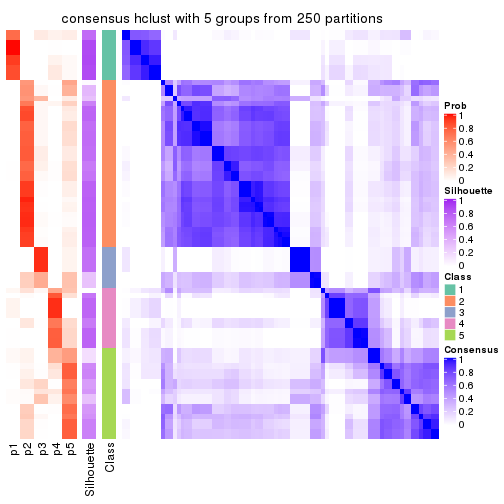 consensus hclust with 5 groups from 250 partitions
Prob
1
0.8
0.6
0.4
0.2
0
Silhouette
1
0.8
0.6
0.4
0.2
0
Class
1
2
3
4
5
Consensus
1
0.8
0.6
0.4
0.2
0
p1
p2
p3
p4
p5
Silhouette
Class